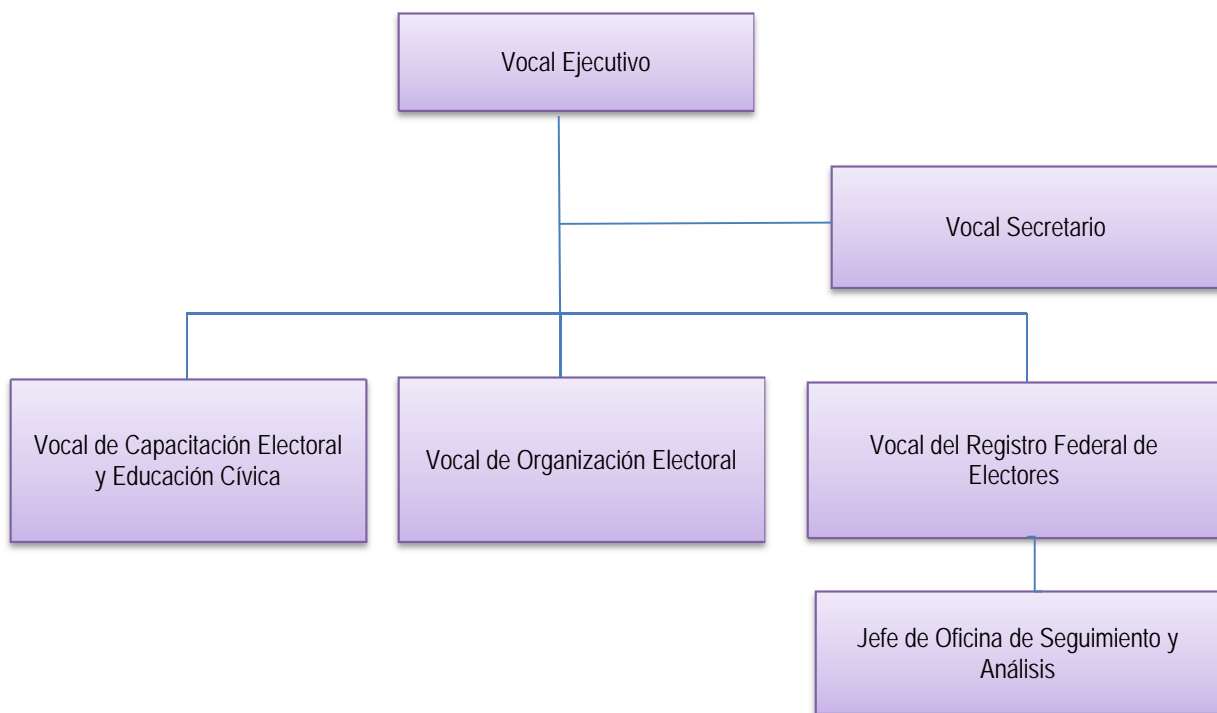 Vocal Ejecutivo
Vocal Secretario
Vocal de Capacitación Electoral
y Educación Cívica
Vocal de Organización Electoral
Vocal del Registro Federal de
Electores
Jefe de Oficina de Seguimiento y
Análisis